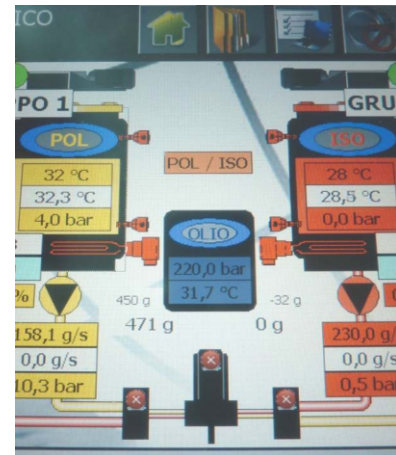 ICO
PPO 1
GRU
POL
ISO
POL / ISO
32 °C
32,3 °C
4,0 bar
28 °C
28,5 °C
0,0 bar
OLIO
220,0 bar
31,7 °C
%
450 g
-32 g
471 g
0 g
158,1 g/s
0,0 g/s
10,3 bar
230,0 g/
0,0 g/s
0,5 ba